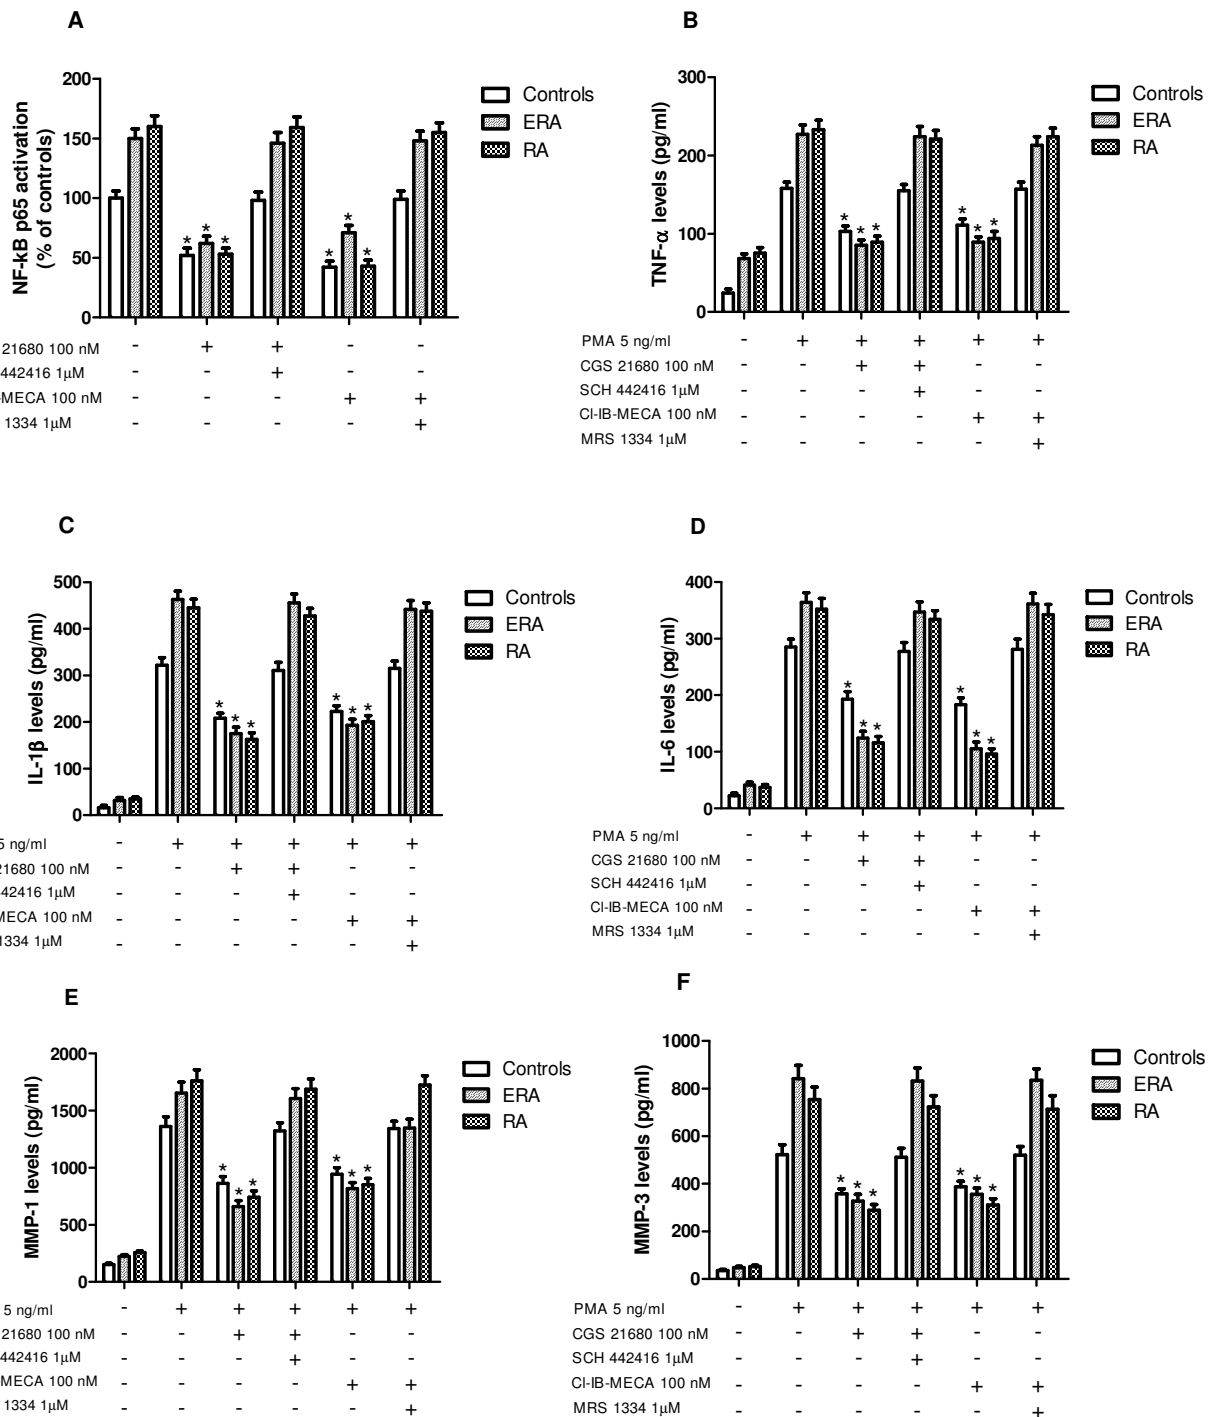 A
NF-kB p65 activation
(% of controls)
200
150
100
50
0
Controls
ERA
RA
* * * * * *
21680 100 nM - + + - -
442416 1µM - - + - -
-MECA 100 nM - - - + +
1334 1µM - - - - +
B
TNF-α levels (pg/ml)
300
200
100
0
Controls
ERA
RA
* * * * * *
PMA 5 ng/ml - + + + + +
CGS 21680 100 nM - - + + - -
SCH 442416 1µM - - - + - -
Cl-IB-MECA 100 nM - - - - + +
MRS 1334 1µM - - - - - +
C
IL-1β levels (pg/ml)
500
400
300
200
100
0
Controls
ERA
RA
* * * * * *
5 ng/ml - + + + + +
21680 100 nM - - + + - -
442416 1µM - - - + - -
MECA 100 nM - - - - + +
1334 1µM - - - - - +
D
IL-6 levels (pg/ml)
400
300
200
100
0
Controls
ERA
RA
* * * * * *
PMA 5 ng/ml - + + + + +
CGS 21680 100 nM - - + + - -
SCH 442416 1µM - - - + - -
Cl-IB-MECA 100 nM - - - - + +
MRS 1334 1µM - - - - - +
E
MMP-1 levels (pg/ml)
2000
1500
1000
500
0
Controls
ERA
RA
* * * * * *
5 ng/ml - + + + + +
21680 100 nM - - + + - -
442416 1µM - - - + - -
MECA 100 nM - - - - + +
1334 1µM - - - - - +
F
MMP-3 levels (pg/ml)
1000
800
600
400
200
0
Controls
ERA
RA
* * * * * *
PMA 5 ng/ml - + + + + +
CGS 21680 100 nM - - + + - -
SCH 442416 1µM - - - + - -
Cl-IB-MECA 100 nM - - - - + +
MRS 1334 1µM - - - - - +